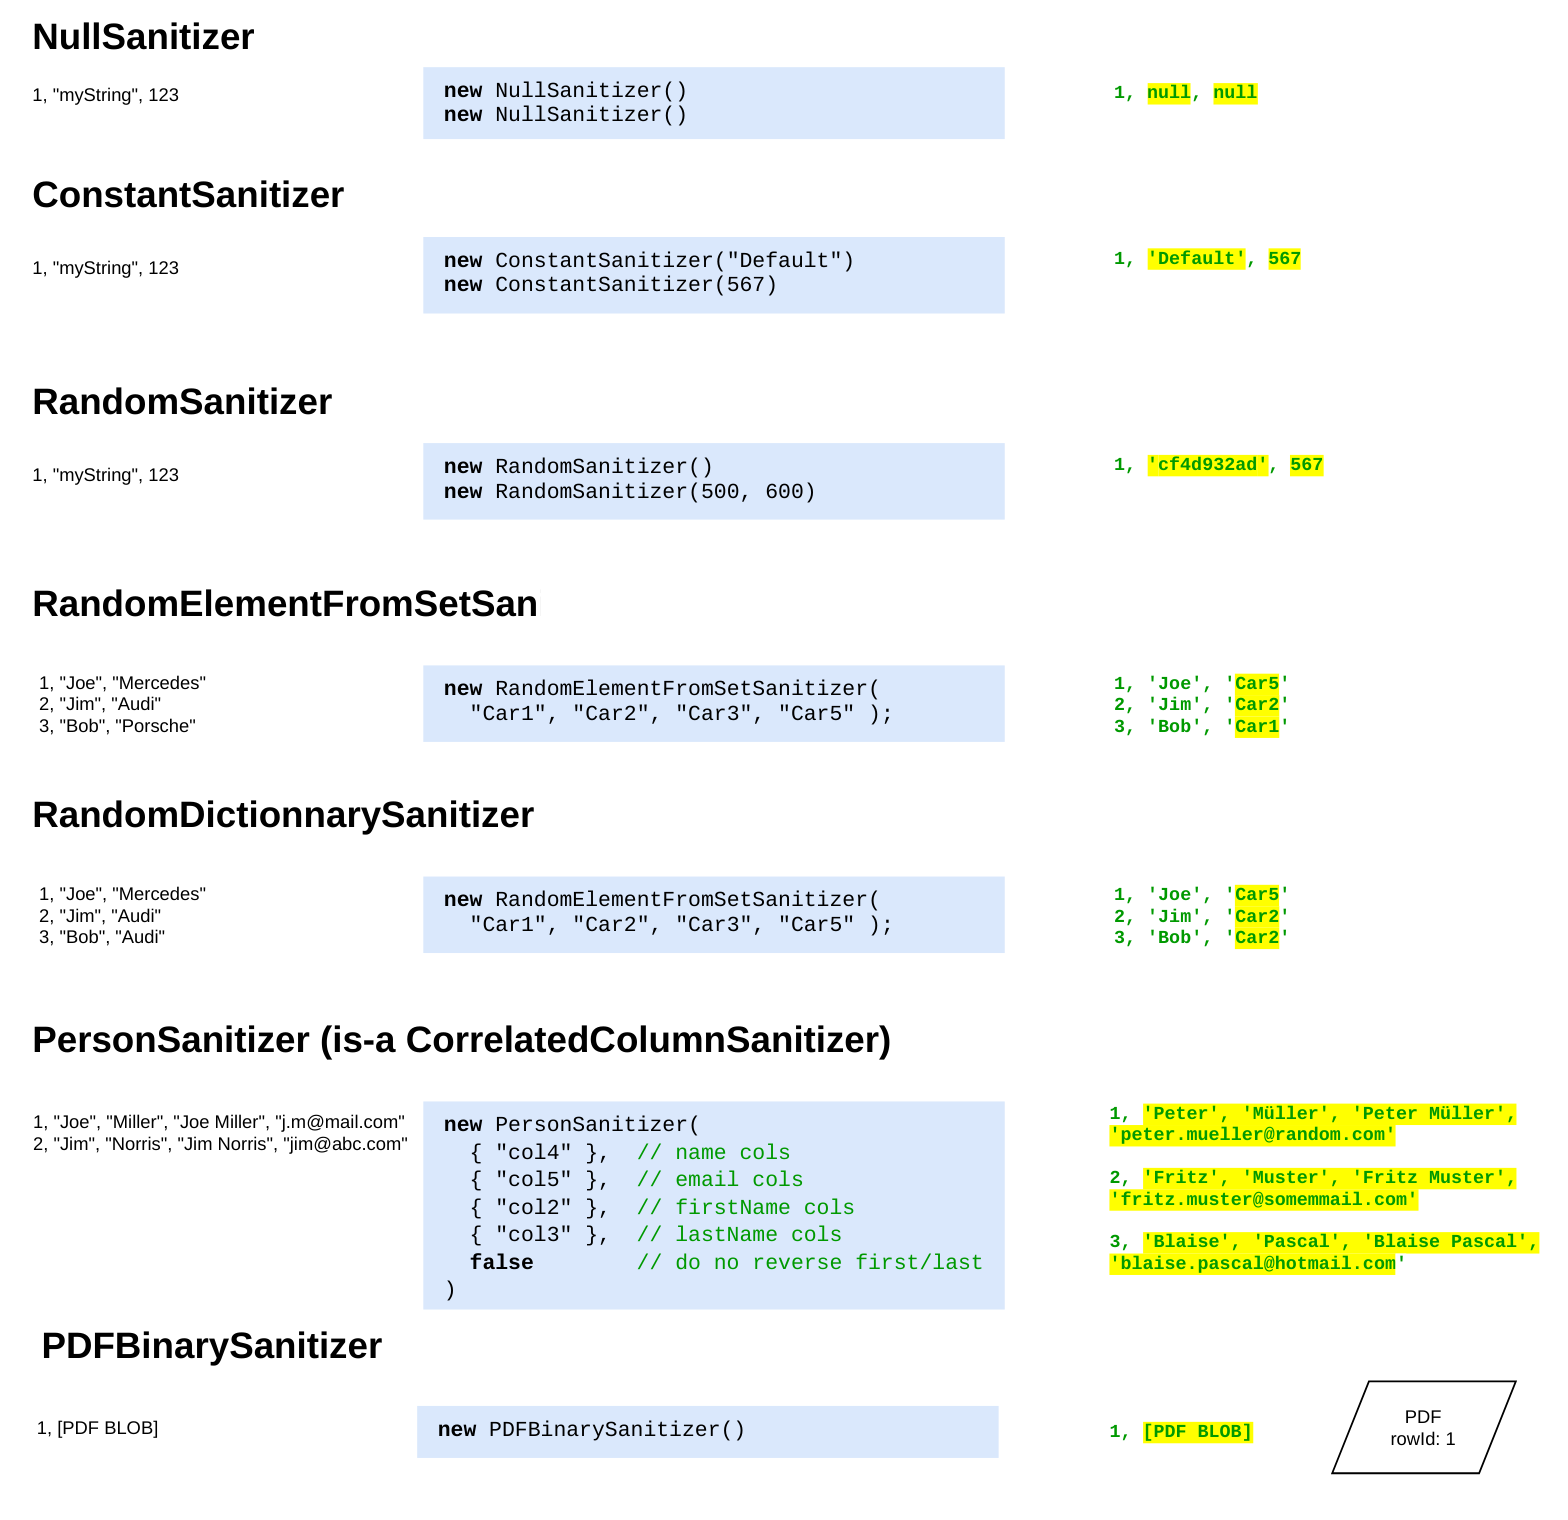 NullSanitizer
1, "myString", 123
new NullSanitizer()
new NullSanitizer()
1, null, null
ConstantSanitizer
1, "myString", 123
new ConstantSanitizer("Default")
new ConstantSanitizer(567)
1, 'Default', 567
RandomSanitizer
1, "myString", 123
new RandomSanitizer()
new RandomSanitizer(500, 600)
1, 'cf4d932ad', 567
RandomElementFromSetSan
1, "Joe", "Mercedes"
2, "Jim", "Audi"
3, "Bob", "Porsche"
new RandomElementFromSetSanitizer(
"Car1", "Car2", "Car3", "Car5" );
1, 'Joe', 'Car5'
2, 'Jim', 'Car2'
3, 'Bob', 'Car1'
RandomDictionnarySanitizer
1, "Joe", "Mercedes"
2, "Jim", "Audi"
3, "Bob", "Audi"
new RandomElementFromSetSanitizer(
"Car1", "Car2", "Car3", "Car5" );
1, 'Joe', 'Car5'
2, 'Jim', 'Car2'
3, 'Bob', 'Car2'
PersonSanitizer (is-a CorrelatedColumnSanitizer)
1, "Joe", "Miller", "Joe Miller", "j.m@mail.com"
2, "Jim", "Norris", "Jim Norris", "jim@abc.com"
new PersonSanitizer(
{ "col4" },  // name cols
{ "col5" },  // email cols
{ "col2" },  // firstName cols
{ "col3" },  // lastName cols
false        // do no reverse first/last
)
1, 'Peter', 'Müller', 'Peter Müller',
'peter.mueller@random.com'
2, 'Fritz', 'Muster', 'Fritz Muster',
'fritz.muster@somemmail.com'
3, 'Blaise', 'Pascal', 'Blaise Pascal',
'blaise.pascal@hotmail.com'
PDFBinarySanitizer
1, [PDF BLOB]
new PDFBinarySanitizer()
1, [PDF BLOB]
PDF
rowId: 1